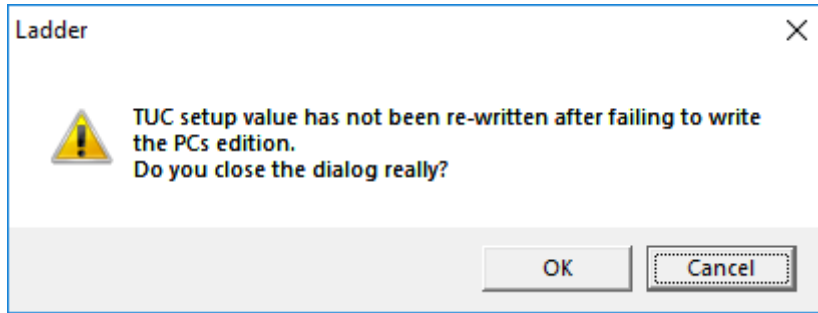 Ladder
TUC setup value has not been re-written after failing to write
the PCs edition.
Do you close the dialog really?
OK
Cancel